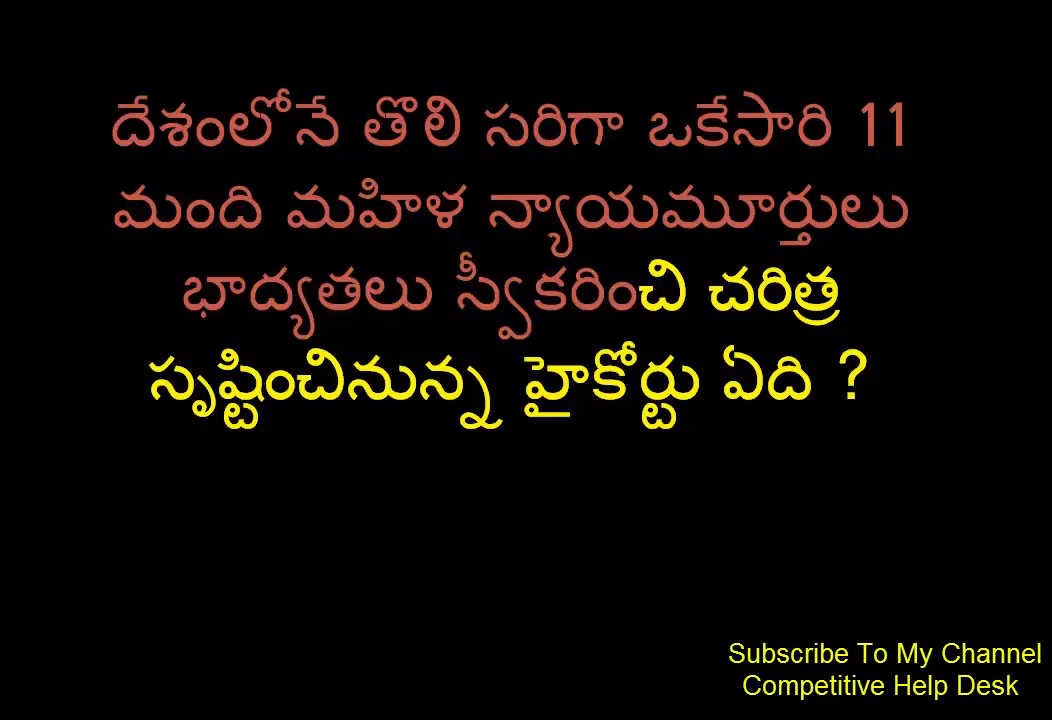 దేశంలోనే తొలి సరిగా ఒకేసారి 11
మంది మహిళ న్యాయమూర్తులు
భాద్యతలు స్వీకరించి చరిత్ర
సృష్టించినున్న హైకోర్టు ఏది ?
Subscribe To My Channel
Competitive Help Desk